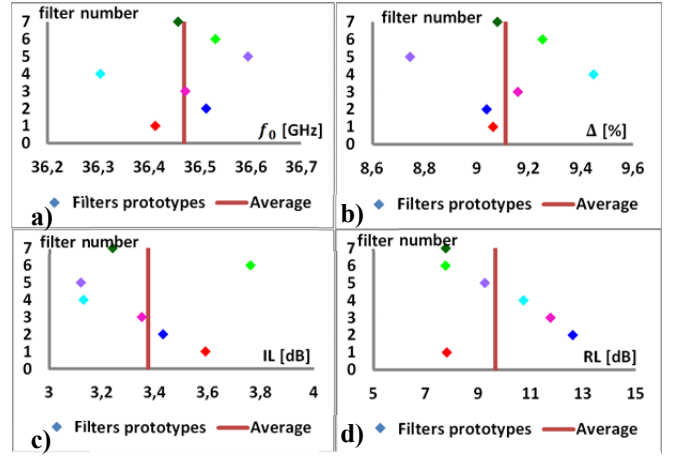 filter number
7
6
5
4
3
2
1
0
f₀ [GHz]
36,2 36,3 36,4 36,5 36,6 36,7
Filters prototypes Average
a)
filter number
7
6
5
4
3
2
1
0
Δ [%]
8,6 8,8 9 9,2 9,4 9,6
Filters prototypes Average
b)
filter number
7
6
5
4
3
2
1
0
IL [dB]
3 3,2 3,4 3,6 3,8 4
Filters prototypes Average
c)
filter number
7
6
5
4
3
2
1
0
RL [dB]
5 7 9 11 13 15
Filters prototypes Average
d)